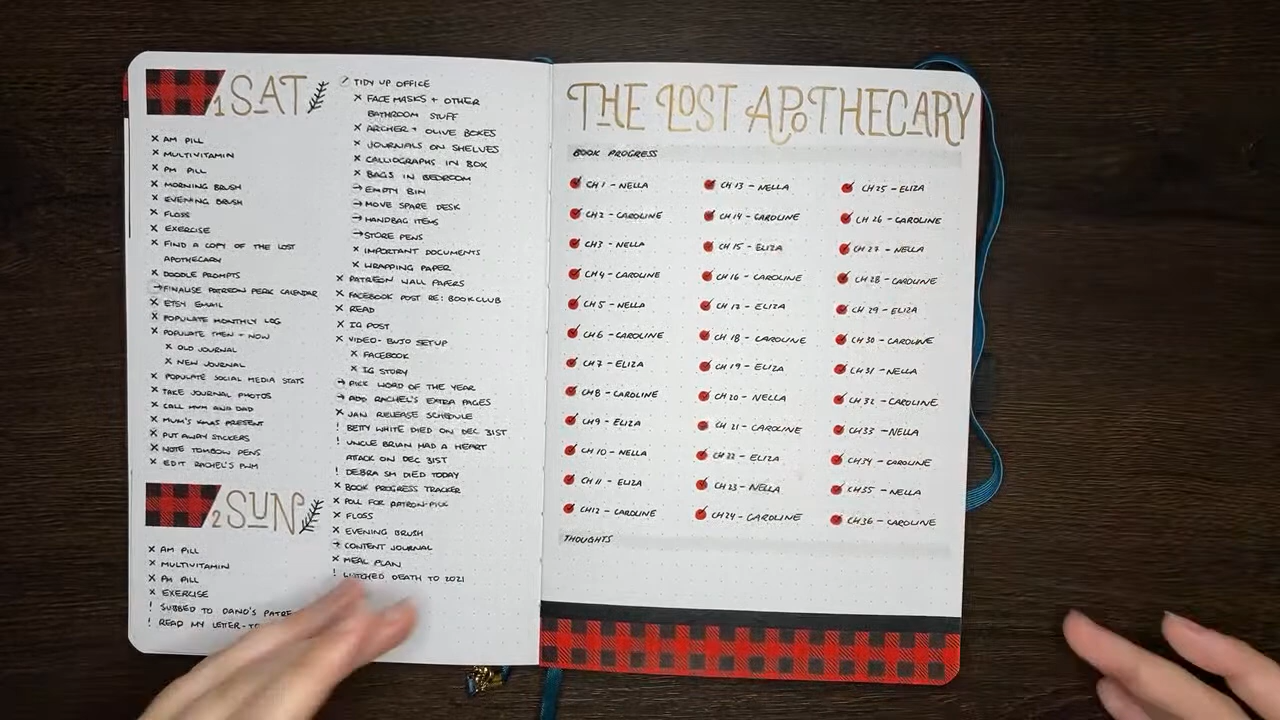 1 SAT
× AM PILL
× MULTIVITAMIN
× PM PILL
× MORNING BRUSH
× EVENING BRUSH
× FLOSS
× EXERCISE
× FIND A COPY OF THE LOST
APOTHECARY
× DOODLE PROMPTS
→ FINALISE PATREON PERK CALENDAR
× ETSY EMAIL
× POPULATE MONTHLY LOG
× POPULATE THEN + NOW
× OLD JOURNAL
× NEW JOURNAL
× POPULATE SOCIAL MEDIA STATS
× TAKE JOURNAL PHOTOS
× CALL MUM AND DAD
× MUM'S XMAS PRESENT
× PUT AWAY STICKERS
× NOTE TOMBOW PENS
× EDIT RACHEL'S PWM
2 SUN
× AM PILL
× MULTIVITAMIN
× PM PILL
× EXERCISE
! SUBBED TO DANO'S
! READ MY
TIDY UP OFFICE
× FACE MASKS + OTHER
BATHROOM STUFF
× ARCHER + OLIVE BOXES
× JOURNALS ON SHELVES
× CALLIOGRAPHS IN BOX
× BAGS IN BEDROOM
→ EMPTY BIN
→ MOVE SPARE DESK
→ HANDBAG ITEMS
→ STORE PENS
× IMPORTANT DOCUMENTS
× WRAPPING PAPER
× PATREON WALL PAPERS
× FACEBOOK POST RE: BOOKCLUB
× READ
× IG POST
× VIDEO - BUJO SETUP
× FACEBOOK
× IG STORY
→ PICK WORD OF THE YEAR
→ ADD RACHEL'S EXTRA PAGES
× JAN RELEASE SCHEDULE
! BETTY WHITE DIED ON DEC 31ST
! UNCLE BRIAN HAD A HEART
ATACK ON DEC 31ST
! DEBRA SM DIED TODAY
× BOOK PROGRESS TRACKER
× POLL FOR PATRON-PICK
× FLOSS
× EVENING BRUSH
→ CONTENT JOURNAL
× MEAL PLAN
! WATCHED DEATH TO 2021
THE LOST APOTHECARY
BOOK PROGRESS
CH 1 - NELLA
CH 2 - CAROLINE
CH 3 - NELLA
CH 4 - CAROLINE
CH 5 - NELLA
CH 6 - CAROLINE
CH 7 - ELIZA
CH 8 - CAROLINE
CH 9 - ELIZA
CH 10 - NELLA
CH 11 - ELIZA
CH 12 - CAROLINE
CH 13 - NELLA
CH 14 - CAROLINE
CH 15 - ELIZA
CH 16 - CAROLINE
CH 17 - ELIZA
CH 18 - CAROLINE
CH 19 - ELIZA
CH 20 - NELLA
CH 21 - CAROLINE
CH 22 - ELIZA
CH 23 - NELLA
CH 24 - CAROLINE
CH 25 - ELIZA
CH 26 - CAROLINE
CH 27 - NELLA
CH 28 - CAROLINE
CH 29 - ELIZA
CH 30 - CAROLINE
CH 31 - NELLA
CH 32 - CAROLINE
CH 33 - NELLA
CH 34 - CAROLINE
CH 35 - NELLA
CH 36 - CAROLINE
THOUGHTS